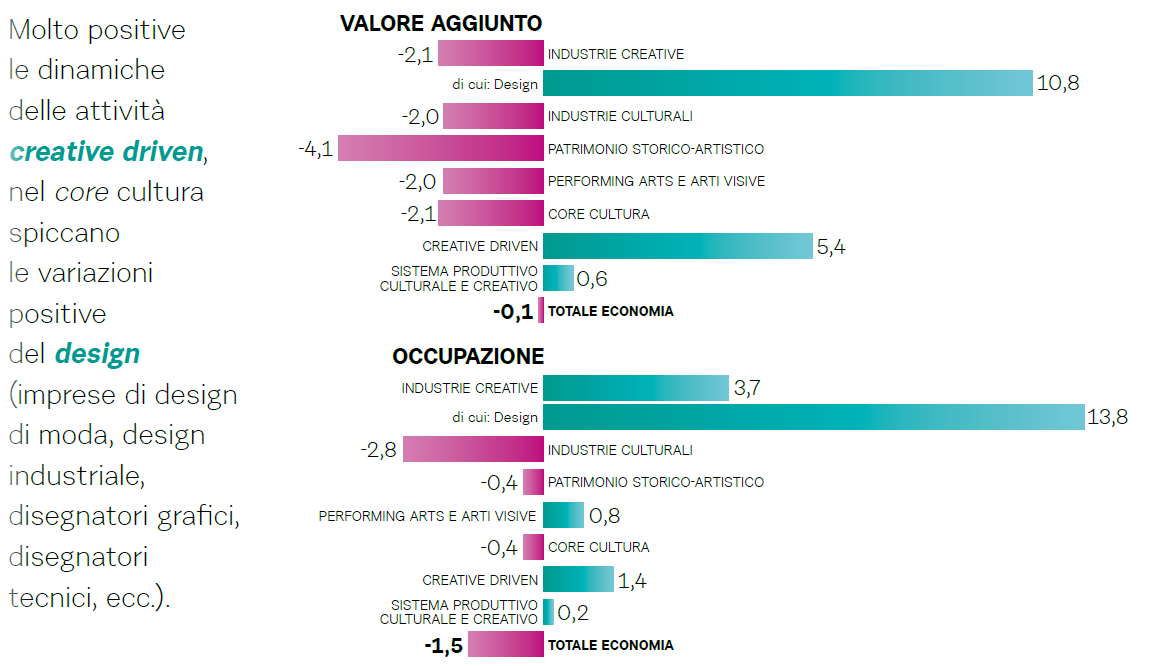 Molto positive
le dinamiche
delle attività
creative driven,
nel core cultura
spiccano
le variazioni
positive
del design
(imprese di design
di moda, design
industriale,
disegnatori grafici,
disegnatori
tecnici, ecc.).
VALORE AGGIUNTO
-2,1 INDUSTRIE CREATIVE
di cui: Design 10,8
-2,0 INDUSTRIE CULTURALI
-4,1 PATRIMONIO STORICO-ARTISTICO
-2,0 PERFORMING ARTS E ARTI VISIVE
-2,1 CORE CULTURA
CREATIVE DRIVEN 5,4
SISTEMA PRODUTTIVO
CULTURALE E CREATIVO 0,6
-0,1 TOTALE ECONOMIA
OCCUPAZIONE
INDUSTRIE CREATIVE 3,7
di cui: Design 13,8
-2,8 INDUSTRIE CULTURALI
-0,4 PATRIMONIO STORICO-ARTISTICO
PERFORMING ARTS E ARTI VISIVE 0,8
-0,4 CORE CULTURA
CREATIVE DRIVEN 1,4
SISTEMA PRODUTTIVO
CULTURALE E CREATIVO 0,2
-1,5 TOTALE ECONOMIA